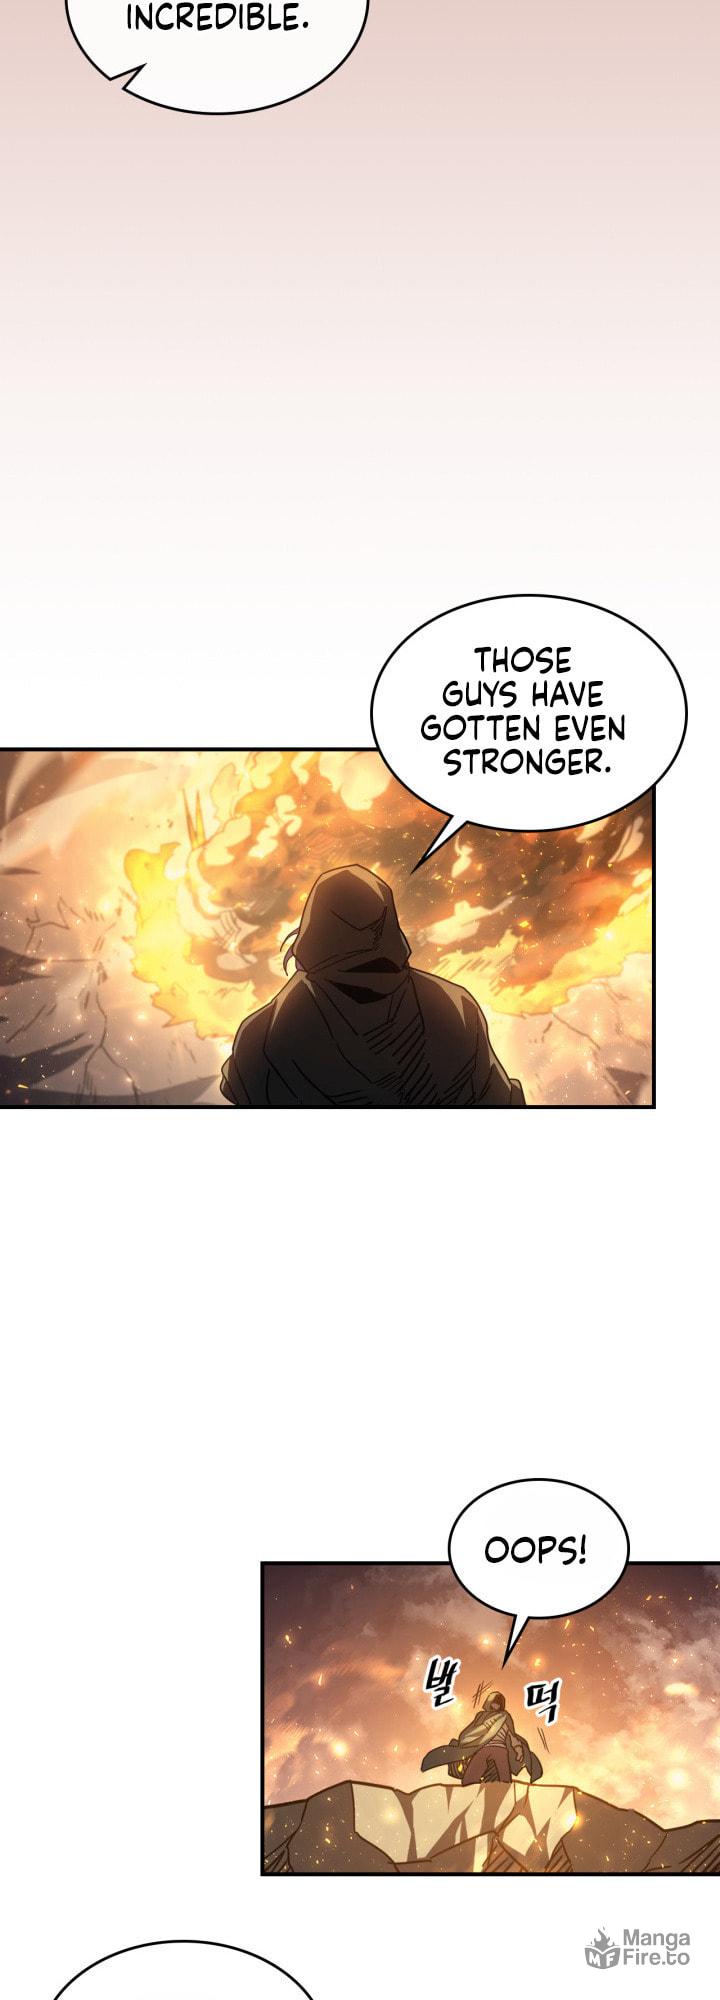 INCREDIBLE.
THOSE
GUYS HAVE
GOTTEN EVEN
STRONGER.
OOPS!
벌떡
Manga
Fire.to